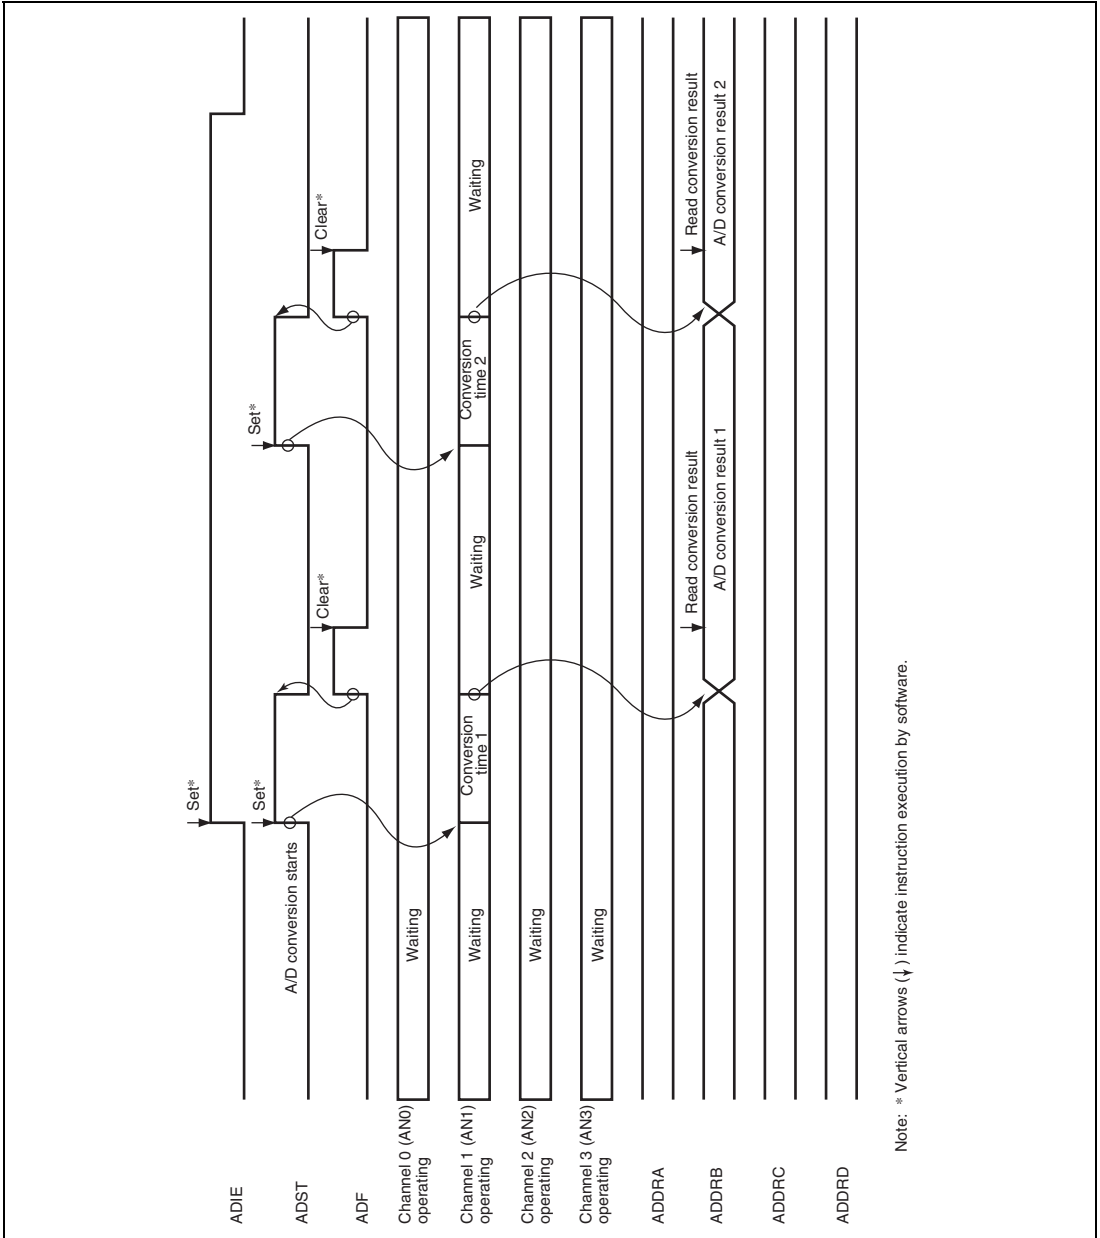 ADIE
Set*
ADST
A/D conversion starts
Set*
Set*
ADF
Clear*
Clear*
Channel 0 (AN0)
operating
Waiting
Channel 1 (AN1)
operating
Waiting
Conversion
time 1
Waiting
Conversion
time 2
Waiting
Channel 2 (AN2)
operating
Waiting
Channel 3 (AN3)
operating
Waiting
ADDRA
Read conversion result
Read conversion result
ADDRB
A/D conversion result 1
A/D conversion result 2
ADDRC
ADDRD
Note: * Vertical arrows (↓) indicate instruction execution by software.